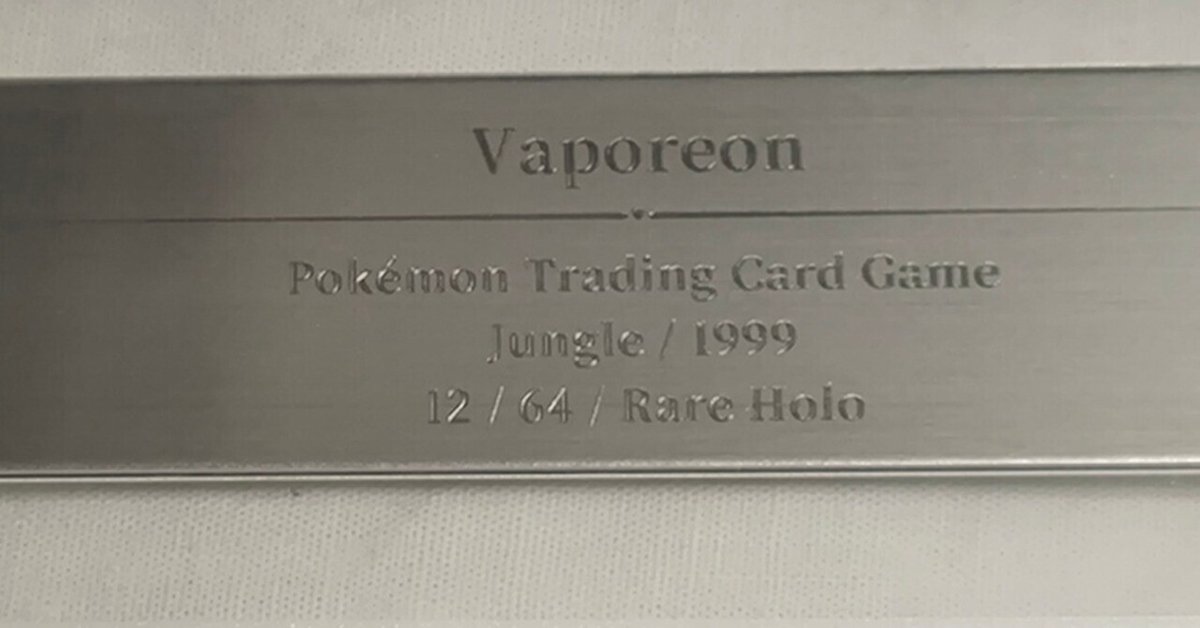 Vaporeon
Pokémon Trading Card Game
Jungle / 1999
12 / 64 / Rare Holo